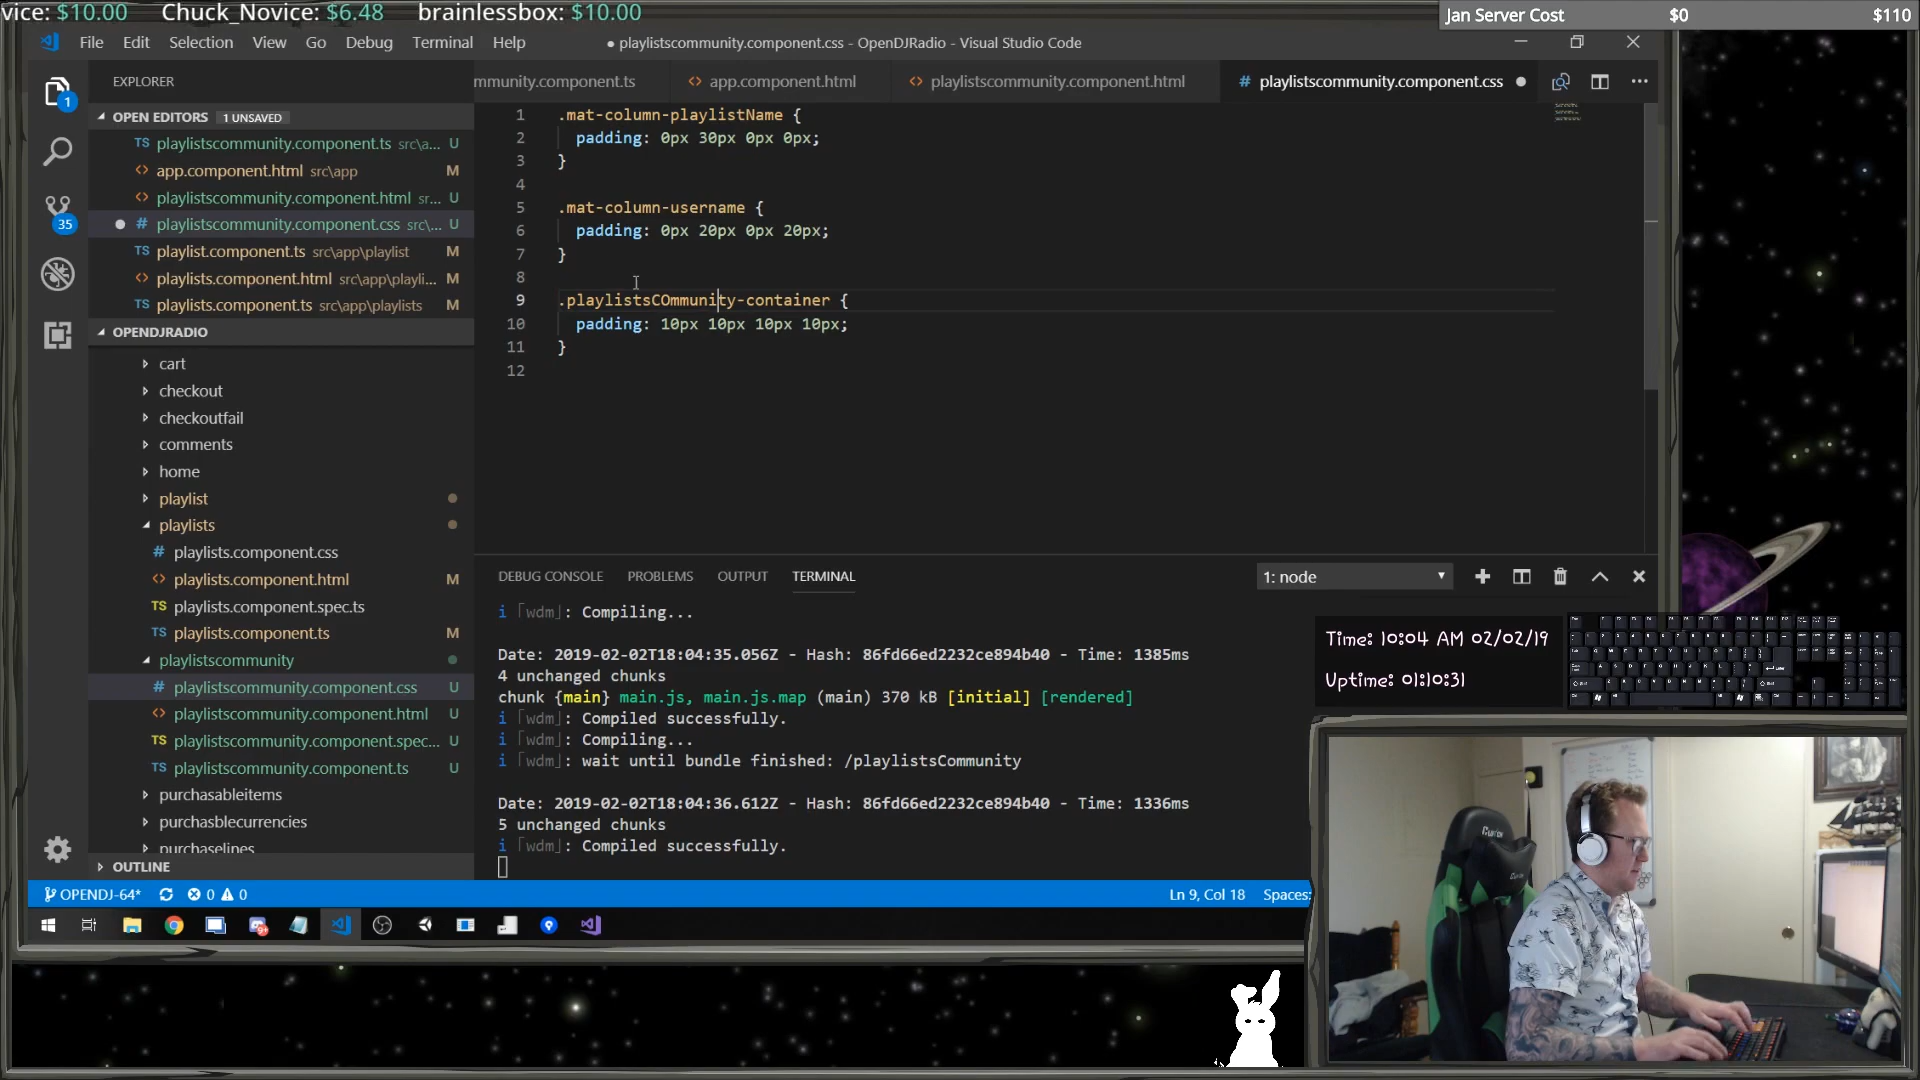 vice: $10.00 Chuck_Novice: $6.48 brainlessbox: $10.00
Jan Server Cost $0 $110
File Edit Selection View Go Debug Terminal Help
● playlistscommunity.component.css - OpenDJRadio - Visual Studio Code
EXPLORER
mmunity.component.ts
app.component.html
playlistscommunity.component.html
# playlistscommunity.component.css
OPEN EDITORS 1 UNSAVED
TS playlistscommunity.component.ts src\a... U
<> app.component.html src\app M
<> playlistscommunity.component.html sr... U
# playlistscommunity.component.css src\... U
TS playlist.component.ts src\app\playlist M
<> playlists.component.html src\app\playli... M
TS playlists.component.ts src\app\playlists M
OPENDJRADIO
cart
checkout
checkoutfail
comments
home
playlist
playlists
# playlists.component.css
<> playlists.component.html M
TS playlists.component.spec.ts
TS playlists.component.ts M
playlistscommunity
# playlistscommunity.component.css U
<> playlistscommunity.component.html U
TS playlistscommunity.component.spec... U
TS playlistscommunity.component.ts U
purchasableitems
purchasblecurrencies
purchaselines
OUTLINE
1
35
1 .mat-column-playlistName {
2 padding: 0px 30px 0px 0px;
3 }
4
5 .mat-column-username {
6 padding: 0px 20px 0px 20px;
7 }
8
9 .playlistsCOmmunity-container {
10 padding: 10px 10px 10px 10px;
11 }
12
DEBUG CONSOLE PROBLEMS OUTPUT TERMINAL 1: node
i ｢wdm｣: Compiling...
Date: 2019-02-02T18:04:35.056Z - Hash: 86fd66ed2232ce894b40 - Time: 1385ms
4 unchanged chunks
chunk {main} main.js, main.js.map (main) 370 kB [initial] [rendered]
i ｢wdm｣: Compiled successfully.
i ｢wdm｣: Compiling...
i ｢wdm｣: wait until bundle finished: /playlistsCommunity
Date: 2019-02-02T18:04:36.612Z - Hash: 86fd66ed2232ce894b40 - Time: 1336ms
5 unchanged chunks
i ｢wdm｣: Compiled successfully.
OPENDJ-64* 0 0
Ln 9, Col 18 Spaces:
Time: 10:04 AM 02/02/19
Uptime: 01:10:31